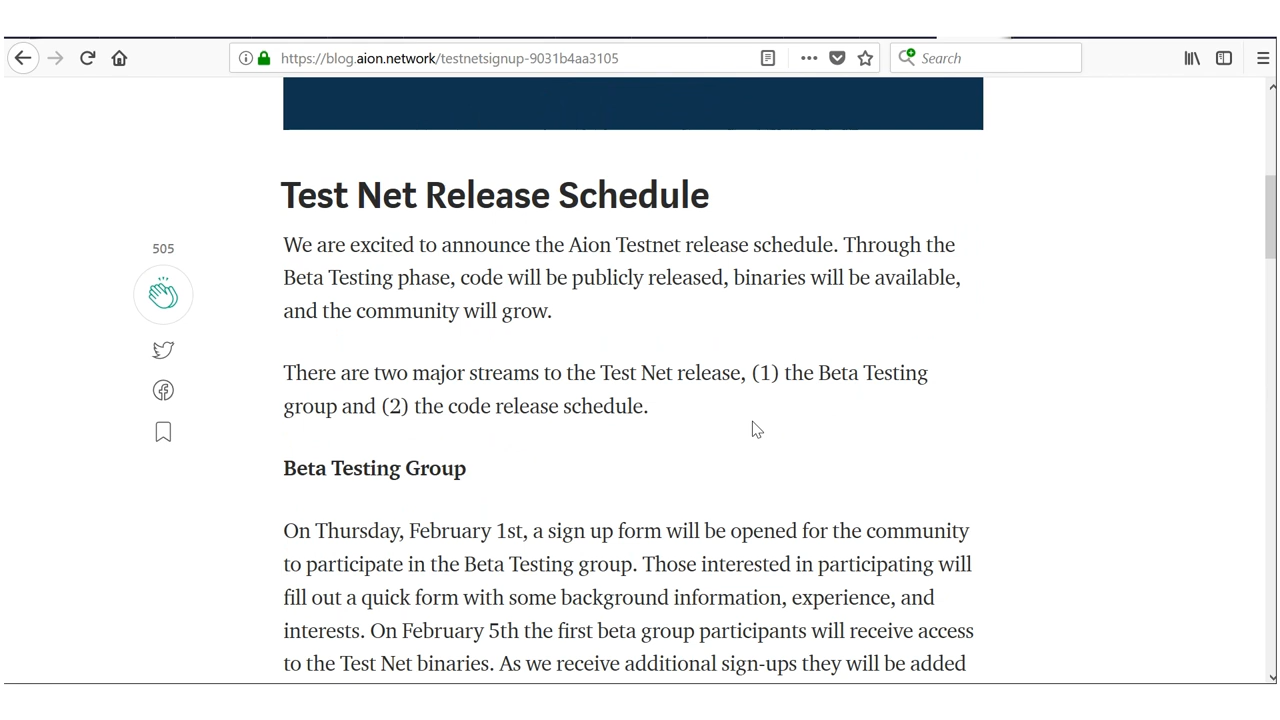 https://blog.aion.network/testnetsignup-9031b4aa3105
Search
Test Net Release Schedule
505
We are excited to announce the Aion Testnet release schedule. Through the
Beta Testing phase, code will be publicly released, binaries will be available,
and the community will grow.
There are two major streams to the Test Net release, (1) the Beta Testing
group and (2) the code release schedule.
Beta Testing Group
On Thursday, February 1st, a sign up form will be opened for the community
to participate in the Beta Testing group. Those interested in participating will
fill out a quick form with some background information, experience, and
interests. On February 5th the first beta group participants will receive access
to the Test Net binaries. As we receive additional sign-ups they will be added